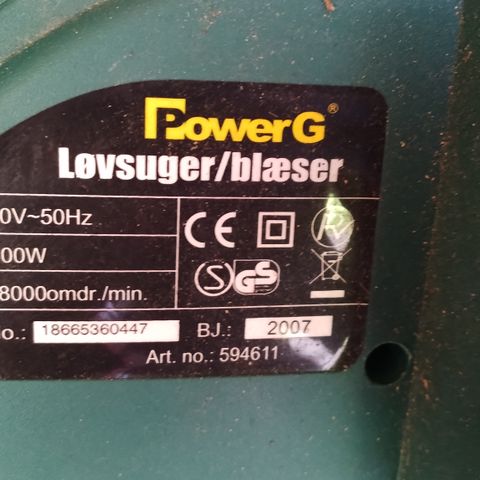 PowerG®
Løvsuger/blæser
0V~50Hz
00W
8000omdr./min.
CE
S GS
o.: 18665360447 BJ.: 2007
Art. no.: 594611